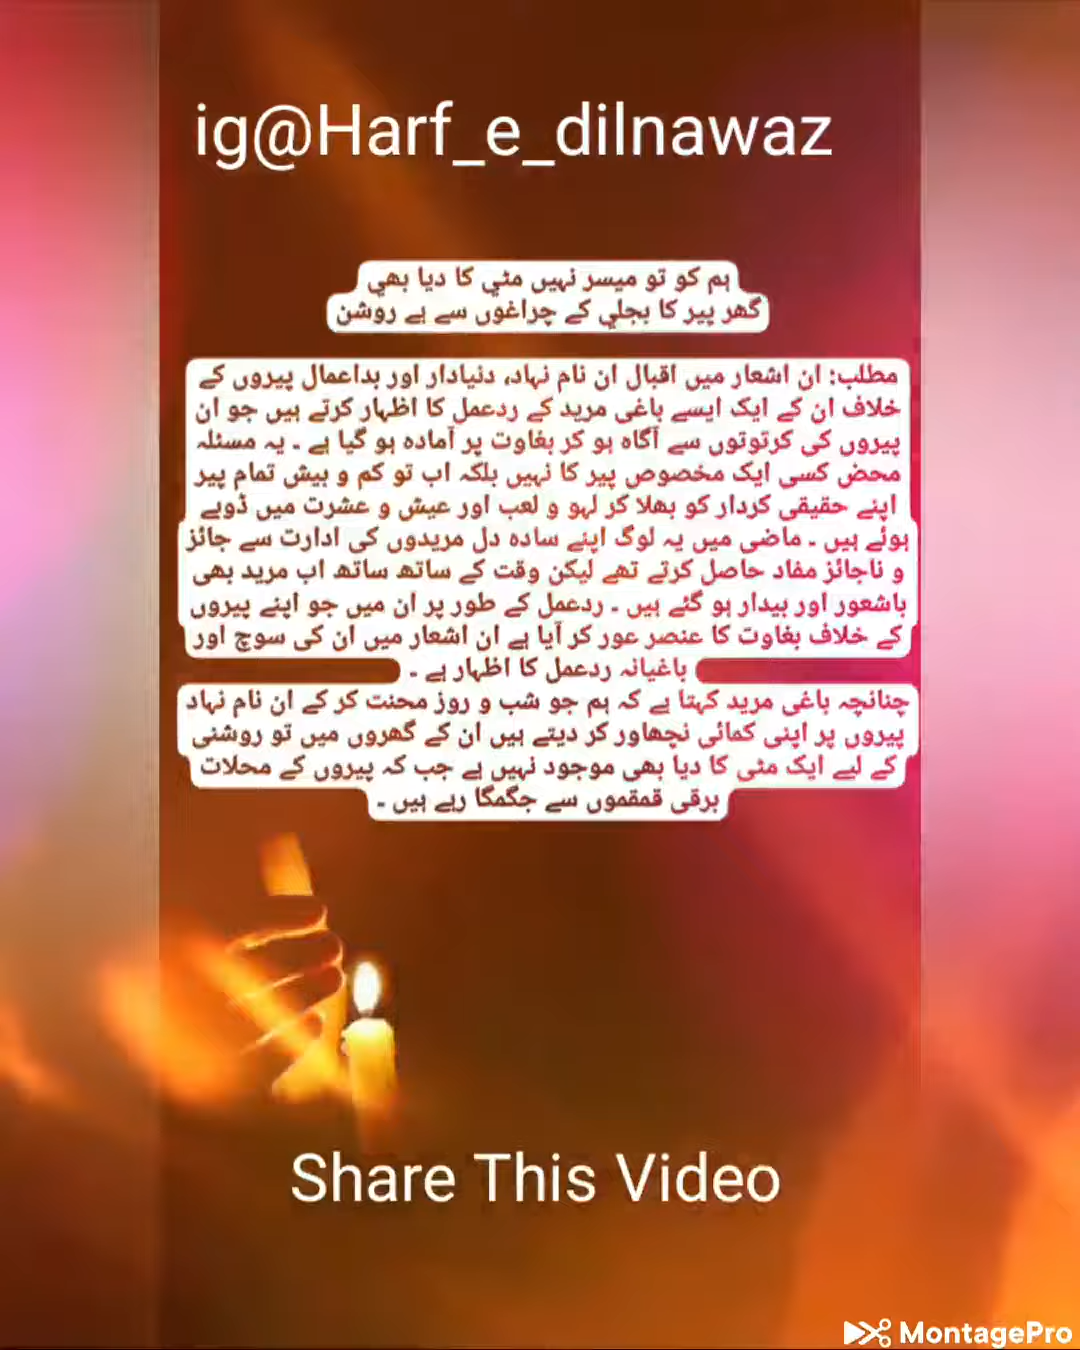 ig@Harf_e_dilnawaz
ہم کو تو میسر نہیں مٹي کا دیا بھي
گھر پیر کا بجلي کے چراغوں سے ہے روشن
مطلب: ان اشعار میں اقبال ان نام نہاد، دنیادار اور بداعمال پیروں کے
خلاف ان کے ایک ایسے باغی مرید کے ردعمل کا اظہار کرتے ہیں جو ان
پیروں کی کرتوتوں سے آگاہ ہو کر بغاوت پر آمادہ ہو گیا ہے ۔ یہ مسئلہ
محض کسی ایک مخصوص پیر کا نہیں بلکہ اب تو کم و بیش تمام پیر
اپنے حقیقی کردار کو بھلا کر لہو و لعب اور عیش و عشرت میں ڈوبے
ہوئے ہیں ۔ ماضی میں یہ لوگ اپنے سادہ دل مریدوں کی ادارت سے جائز
و ناجائز مفاد حاصل کرتے تھے لیکن وقت کے ساتھ ساتھ اب مرید بھی
باشعور اور بیدار ہو گئے ہیں ۔ ردعمل کے طور پر ان میں جو اپنے پیروں
کے خلاف بغاوت کا عنصر عور کر آیا ہے ان اشعار میں ان کی سوچ اور
باغیانہ ردعمل کا اظہار ہے ۔
چنانچہ باغی مرید کہتا ہے کہ ہم جو شب و روز محنت کر کے ان نام نہاد
پیروں پر اپنی کمائی نچھاور کر دیتے ہیں ان کے گھروں میں تو روشنی
کے لیے ایک مٹی کا دیا بھی موجود نہیں ہے جب کہ پیروں کے محلات
برقی قمقموں سے جگمگا رہے ہیں ۔
Share This Video
MontagePro